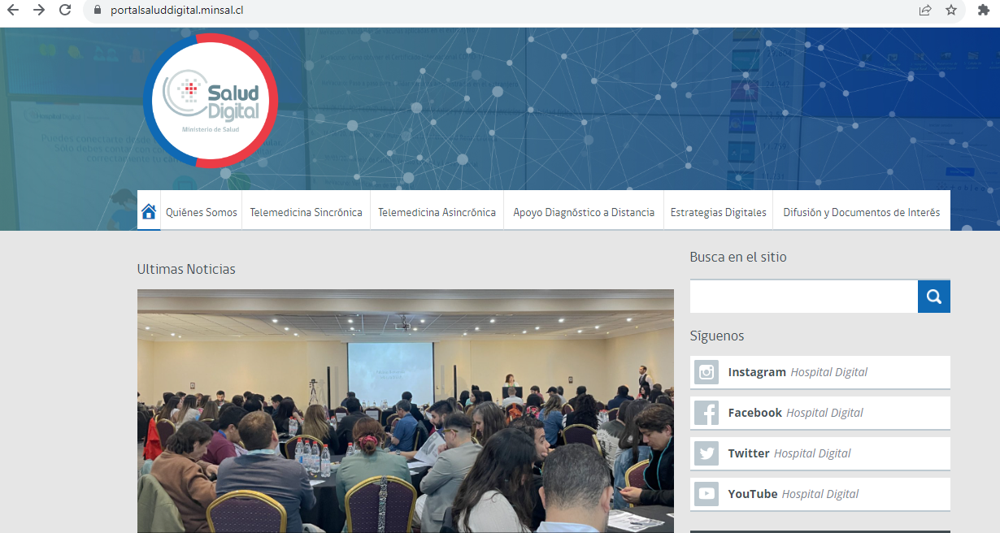 portalsaluddigital.minsal.cl
Salud
Digital
Ministerio de Salud
Quiénes Somos
Telemedicina Sincrónica
Telemedicina Asincrónica
Apoyo Diagnóstico a Distancia
Estrategias Digitales
Difusión y Documentos de Interés
Ultimas Noticias
Busca en el sitio
Síguenos
Instagram Hospital Digital
Facebook Hospital Digital
Twitter Hospital Digital
YouTube Hospital Digital